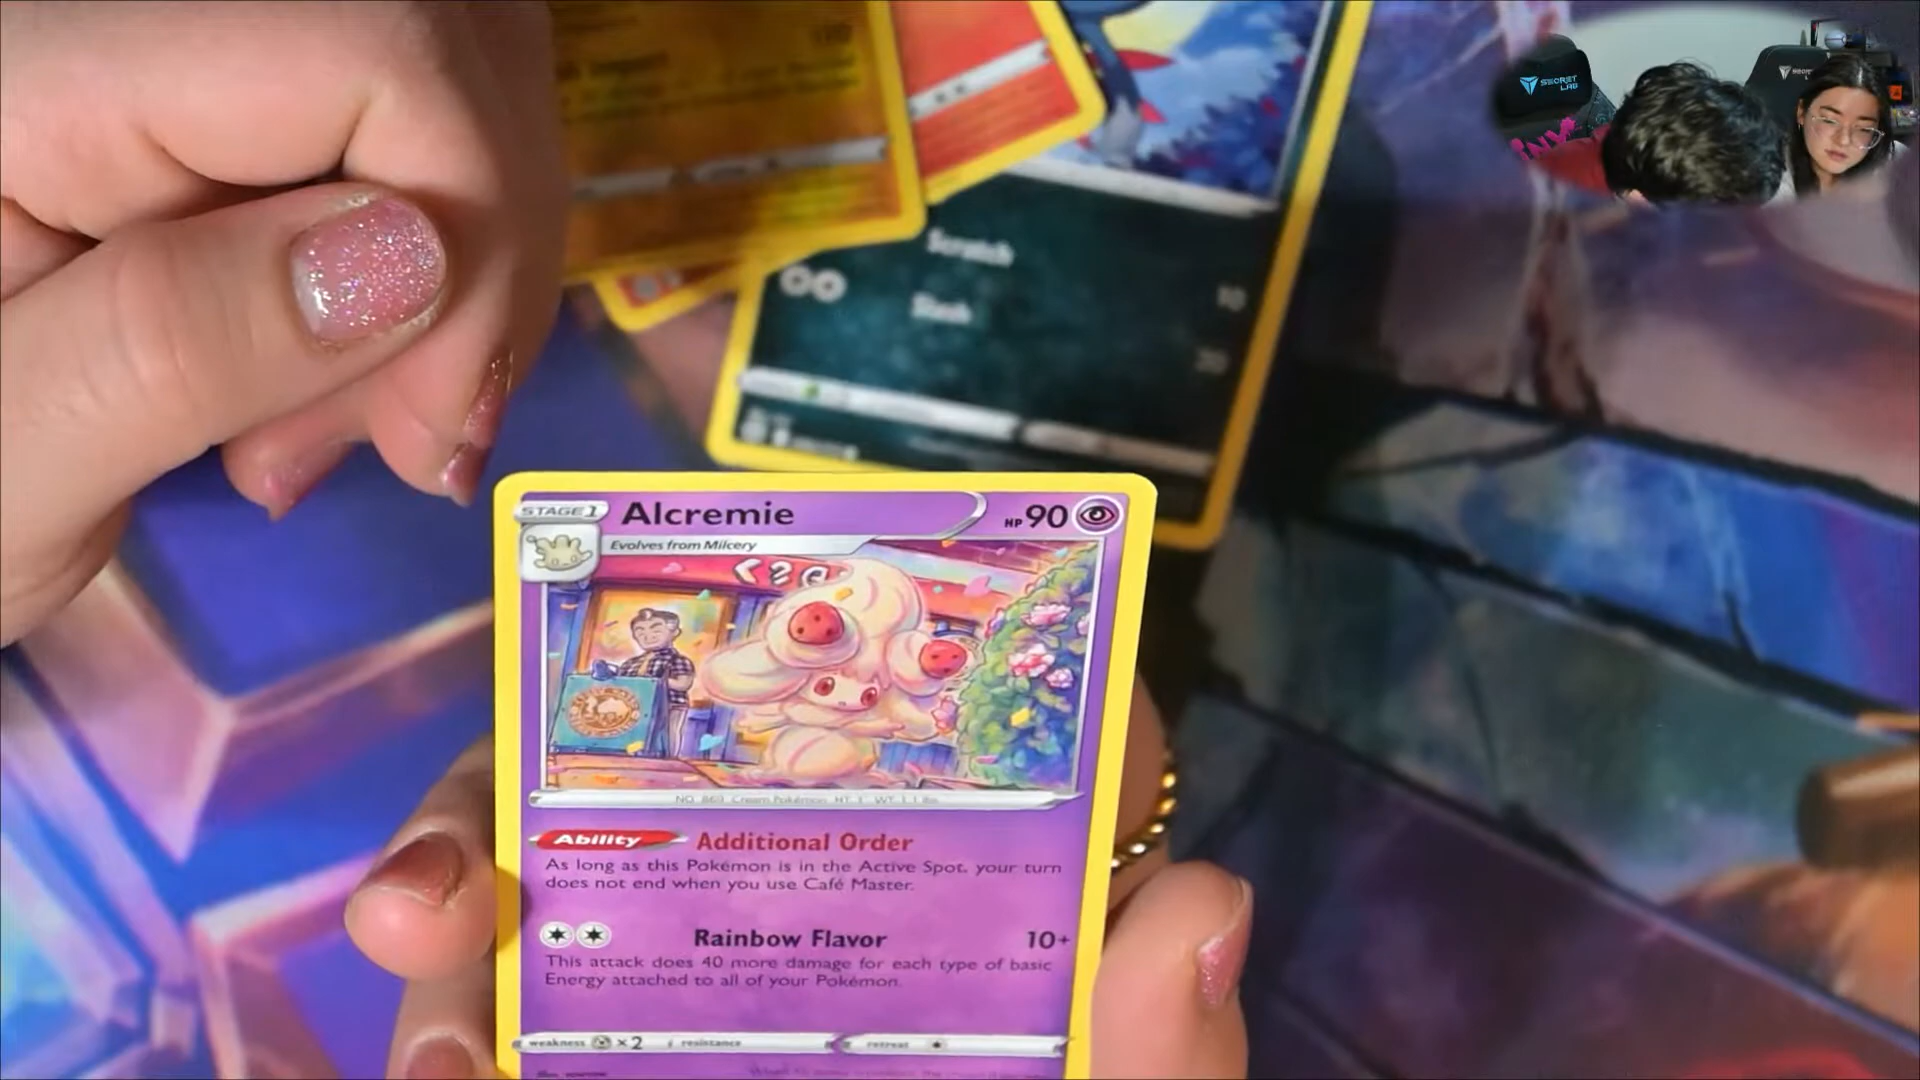 SECRET
LAB
Scratch
10
Slash
20
STAGE 1
Alcremie
HP 90
Evolves from Milcery
NO. 869 Cream Pokémon HT: 1' WT: 1.1 lbs.
Ability Additional Order
As long as this Pokémon is in the Active Spot, your turn
does not end when you use Café Master.
Rainbow Flavor 10+
This attack does 40 more damage for each type of basic
Energy attached to all of your Pokémon.
weakness ×2 resistance retreat